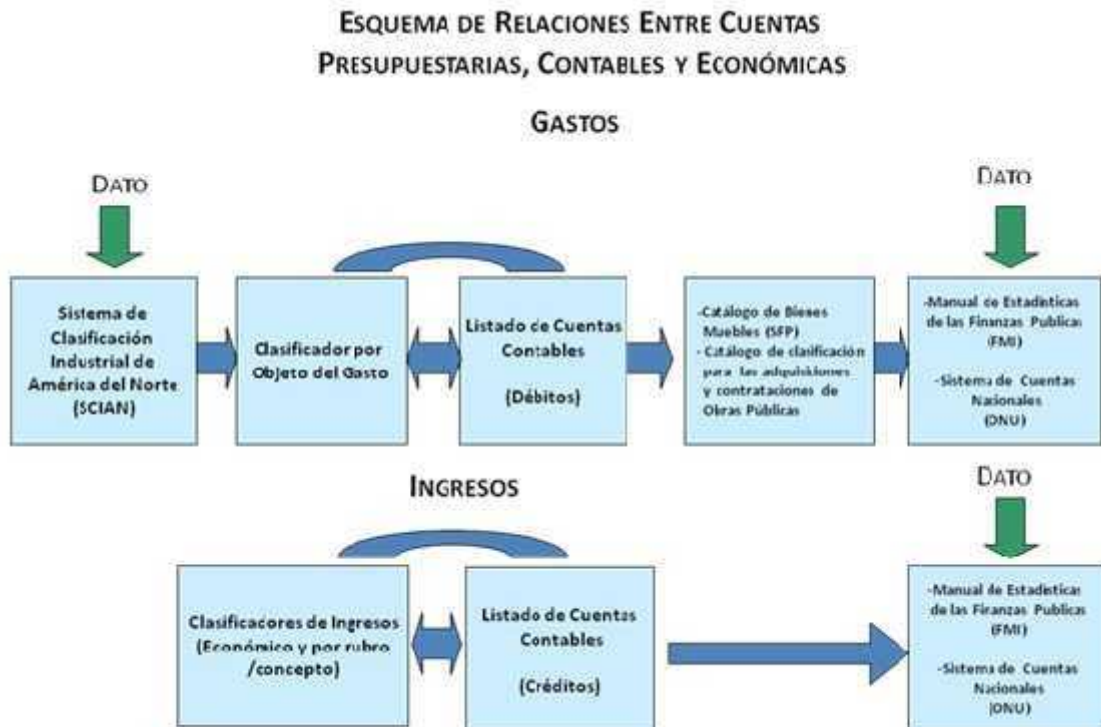 ESQUEMA DE RELACIONES ENTRE CUENTAS
PRESUPUESTARIAS, CONTABLES Y ECONÓMICAS
GASTOS
DATO
DATO
Sistema de
Clasificación
Industrial de
América del Norte
(SCIAN)
Clasificador por
Objeto del Gasto
Listado de Cuentas
Contables
(Débitos)
-Catálogo de Bienes
Muebles (SFP)
- Catálogo de clasificación
para las adquisiciones
y contrataciones de
Obras Públicas
-Manual de Estadísticas
de las Finanzas Publicas
(FMI)
-Sistema de Cuentas
Nacionales
(ONU)
INGRESOS
DATO
Clasificadores de Ingresos
(Económico y por rubro
/concepto)
Listado de Cuentas
Contables
(Créditos)
-Manual de Estadísticas
de las Finanzas Publicas
(FMI)
-Sistema de Cuentas
Nacionales
(ONU)